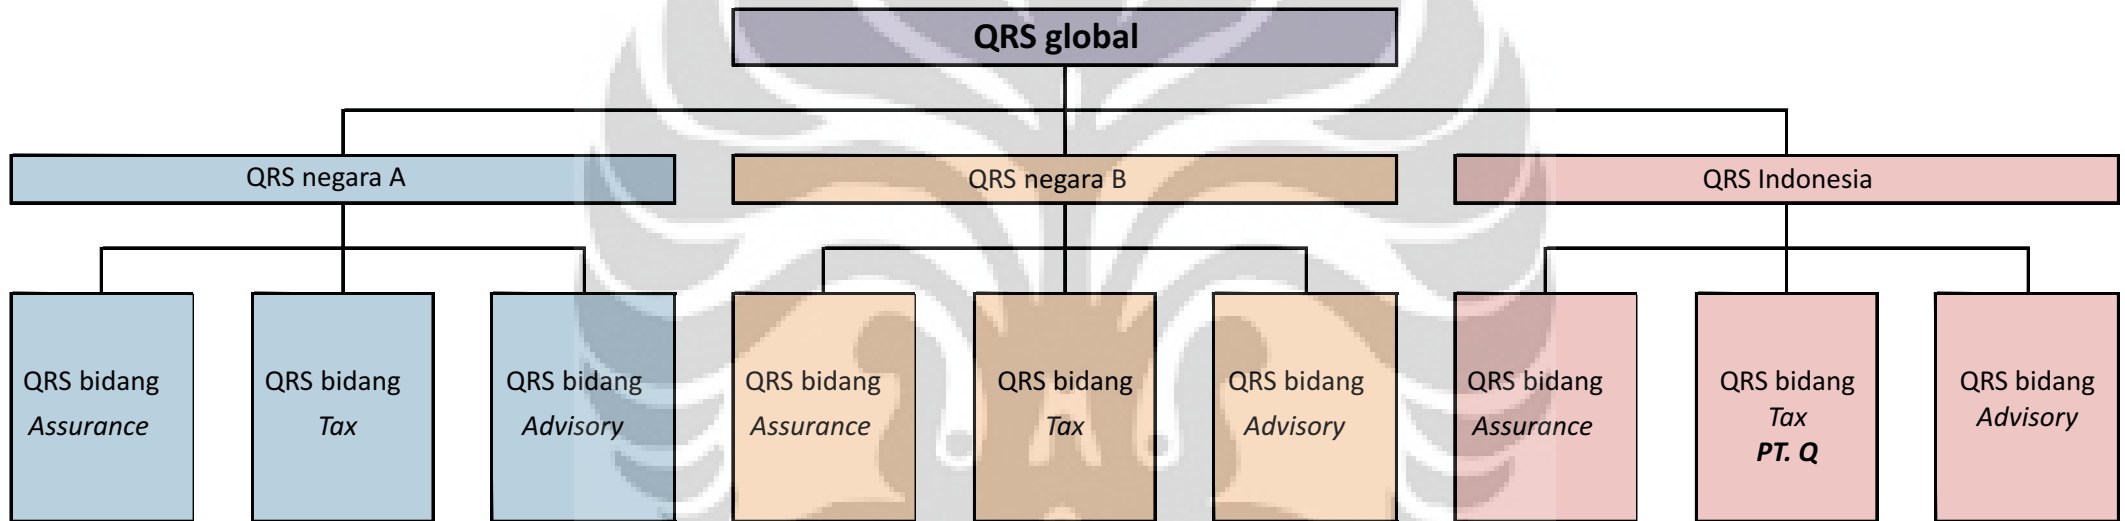 QRS global
QRS negara A
QRS negara B
QRS Indonesia
QRS bidang
Assurance
QRS bidang
Tax
QRS bidang
Advisory
QRS bidang
Assurance
QRS bidang
Tax
QRS bidang
Advisory
QRS bidang
Assurance
QRS bidang
Tax
PT. Q
QRS bidang
Advisory